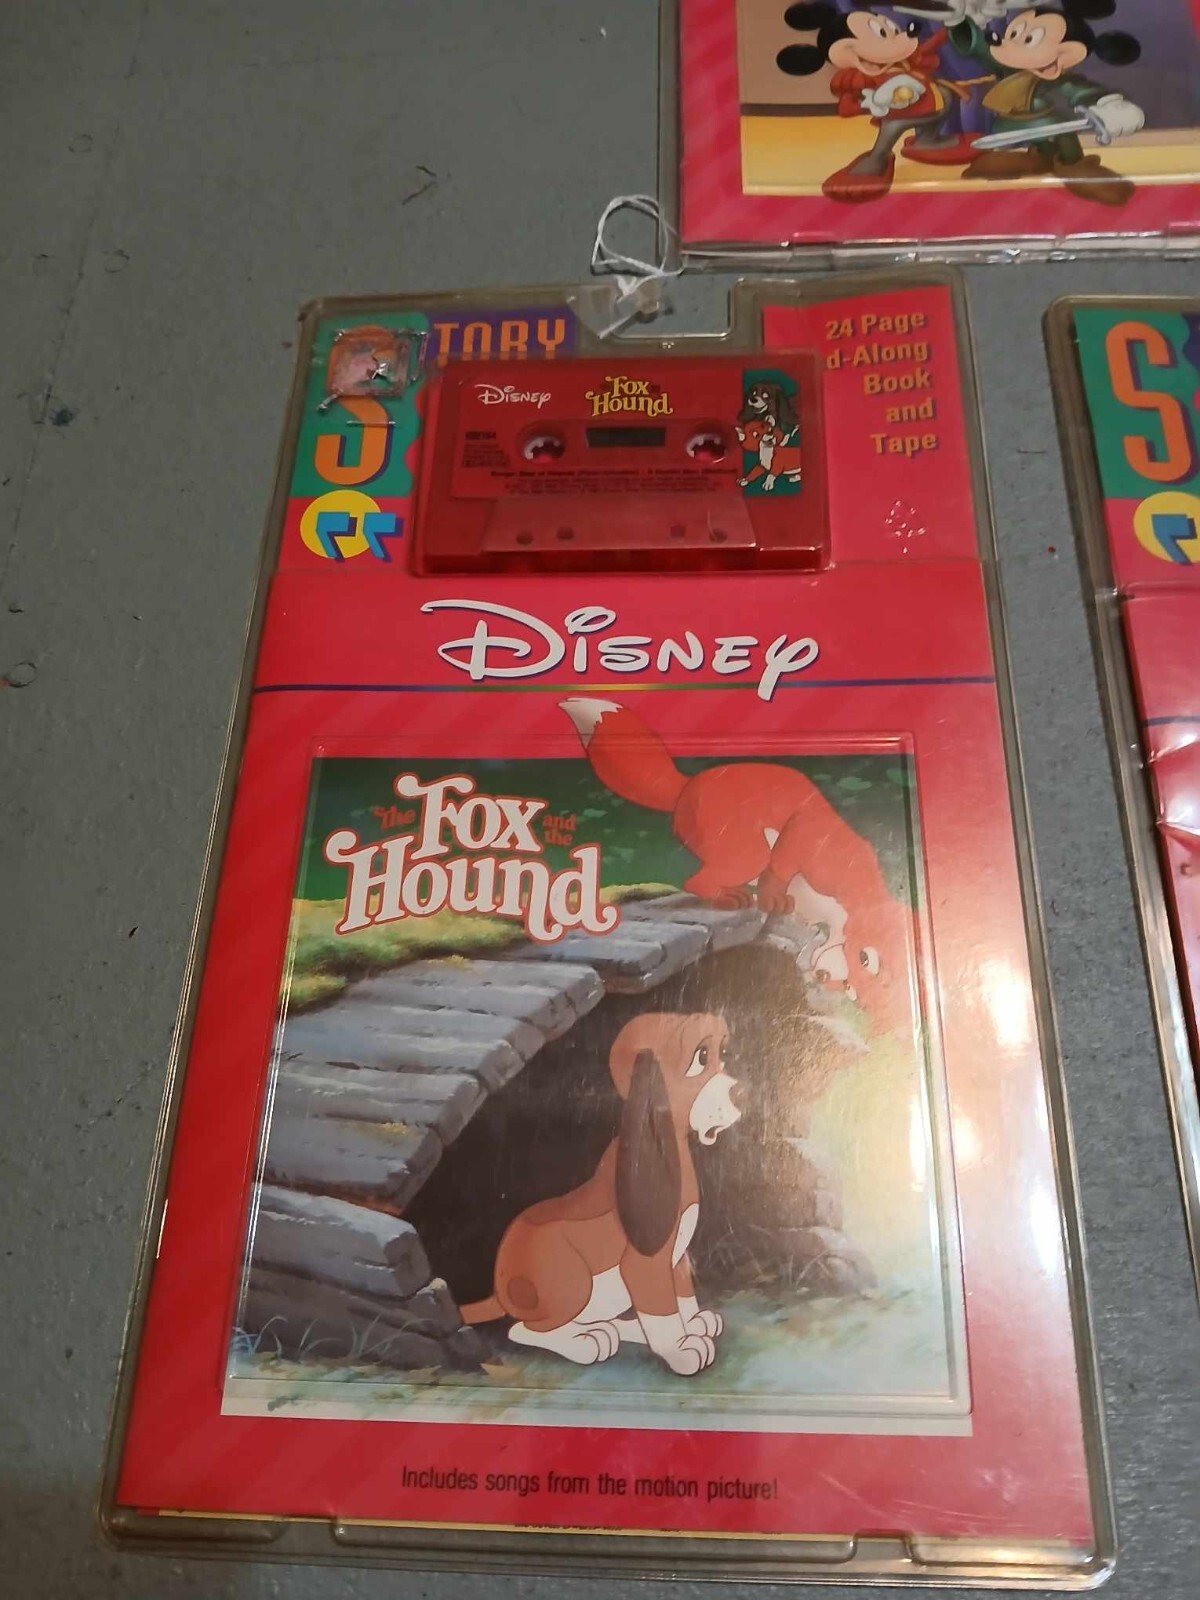 TORY
24 Page
d-Along
Book
and
Tape
DISNEY
Fox
Hound
DISNEY
The Fox and the
Hound
Includes songs from the motion picture!
S